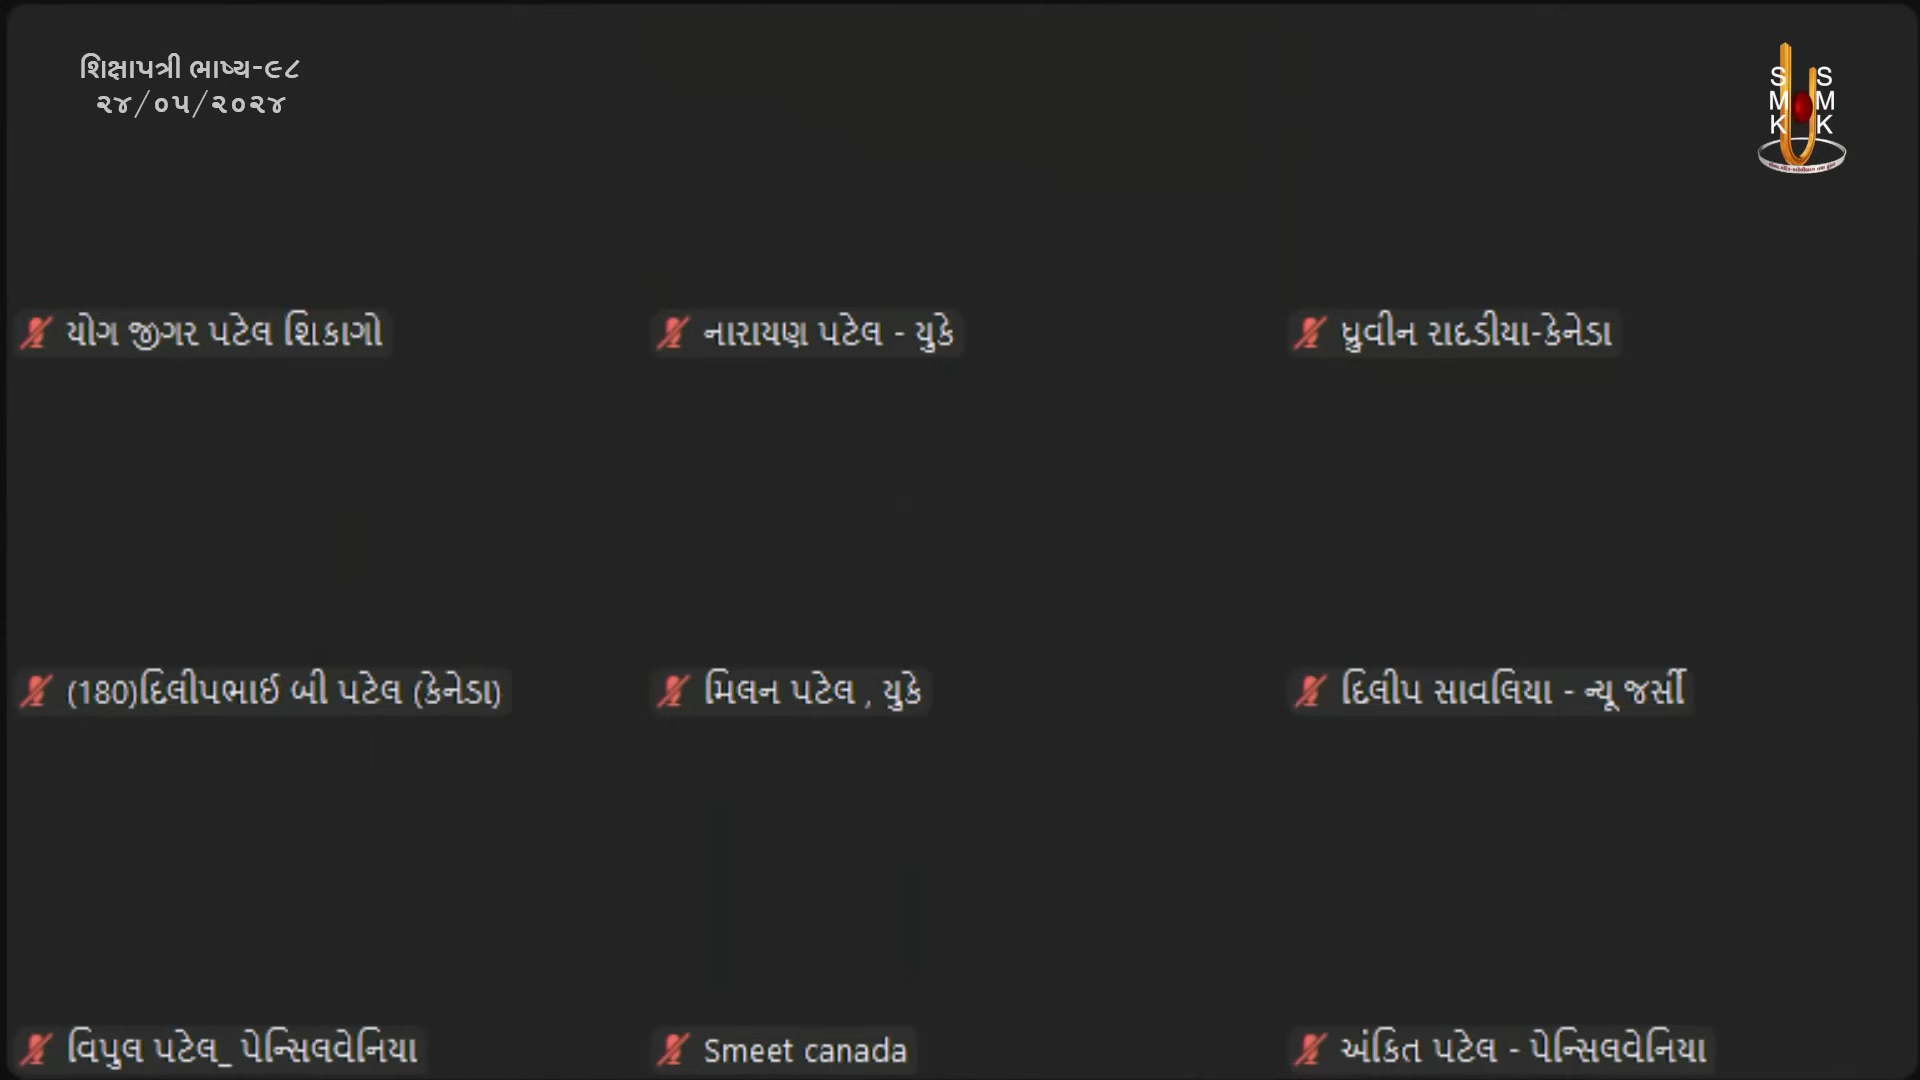 શિક્ષાપત્રી ભાષ્ય-૯૮
૨૪/૦૫/૨૦૨૪
S S
M M
K K
યોગ જીગર પટેલ શિકાગો
નારાયણ પટેલ - યુકે
ધ્રુવીન રાદડીયા-કેનેડા
(180)દિલીપભાઈ બી પટેલ (કેનેડા)
મિલન પટેલ , યુકે
દિલીપ સાવલિયા - ન્યૂ જર્સી
વિપુલ પટેલ_ પેન્સિલવેનિયા
Smeet canada
અંકિત પટેલ - પેન્સિલવેનિયા